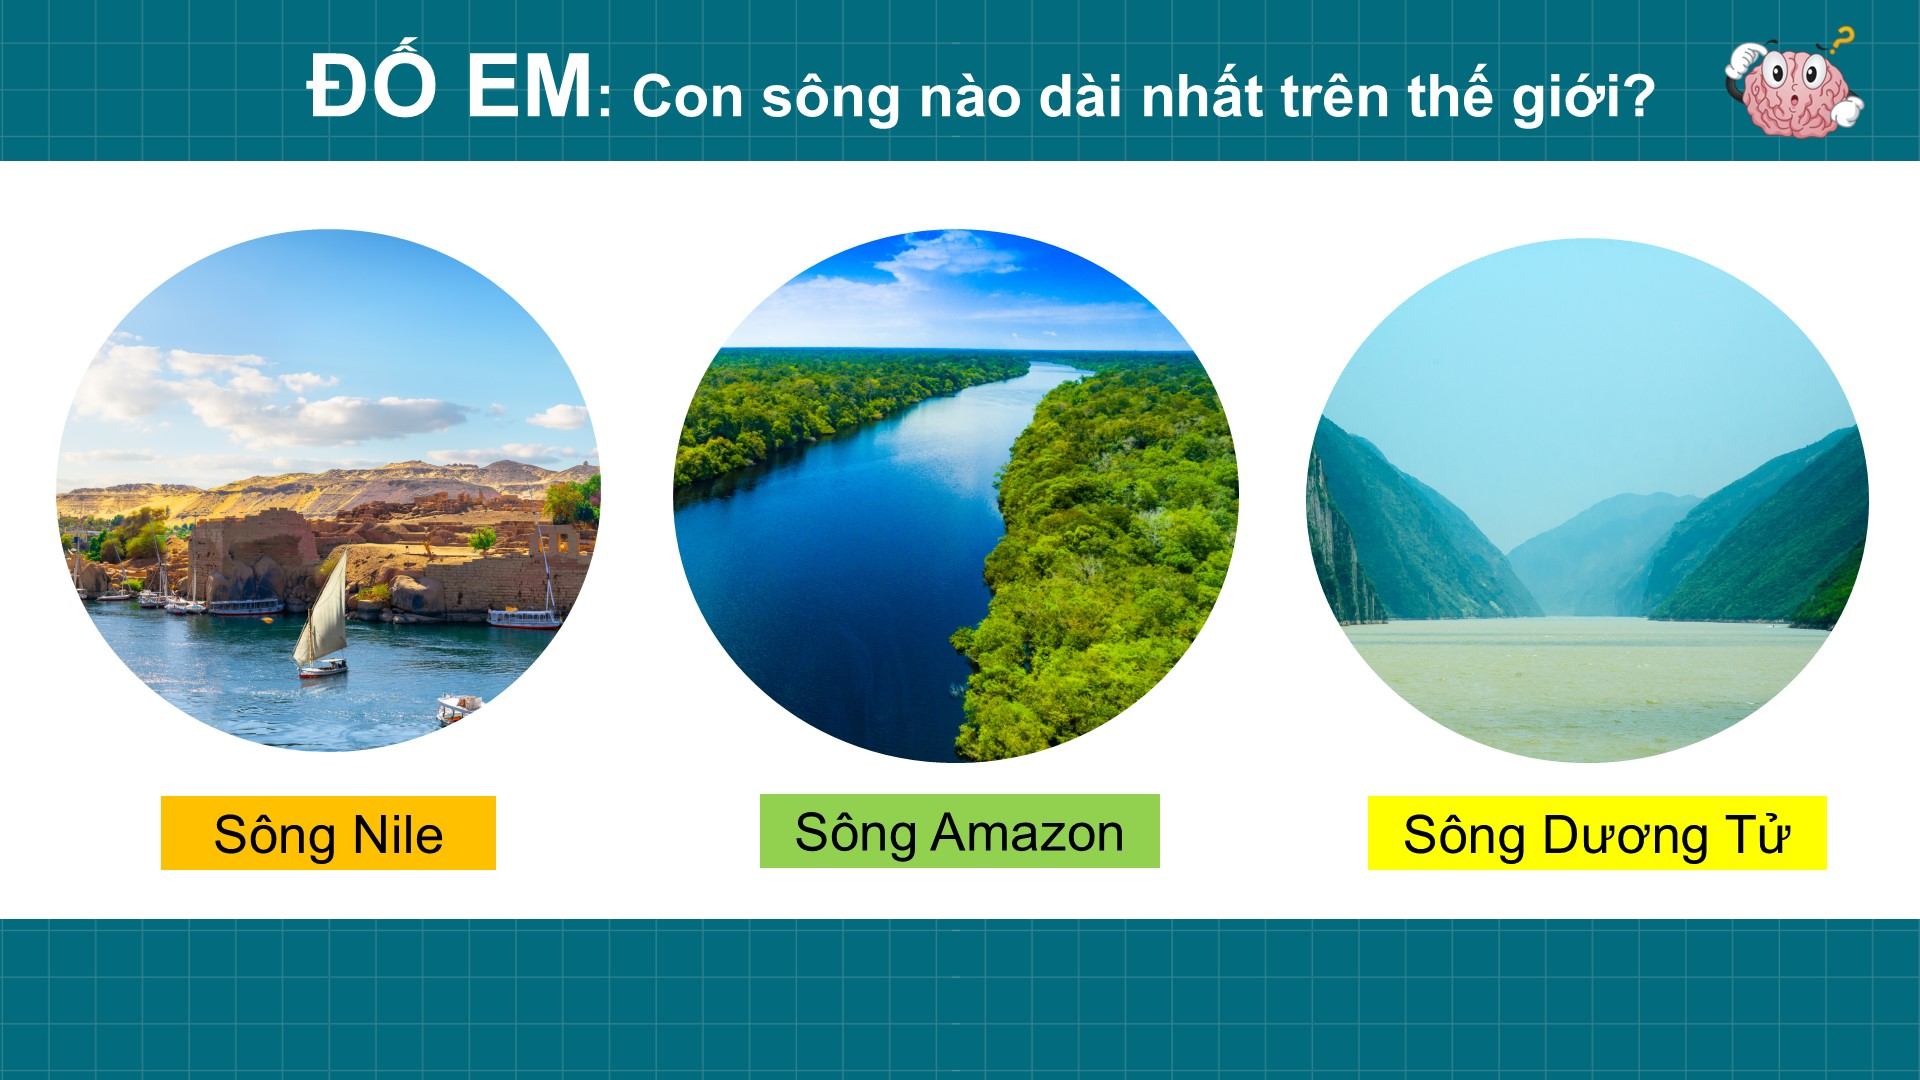 ĐỐ EM: Con sông nào dài nhất trên thế giới?
Sông Nile
Sông Amazon
Sông Dương Tử